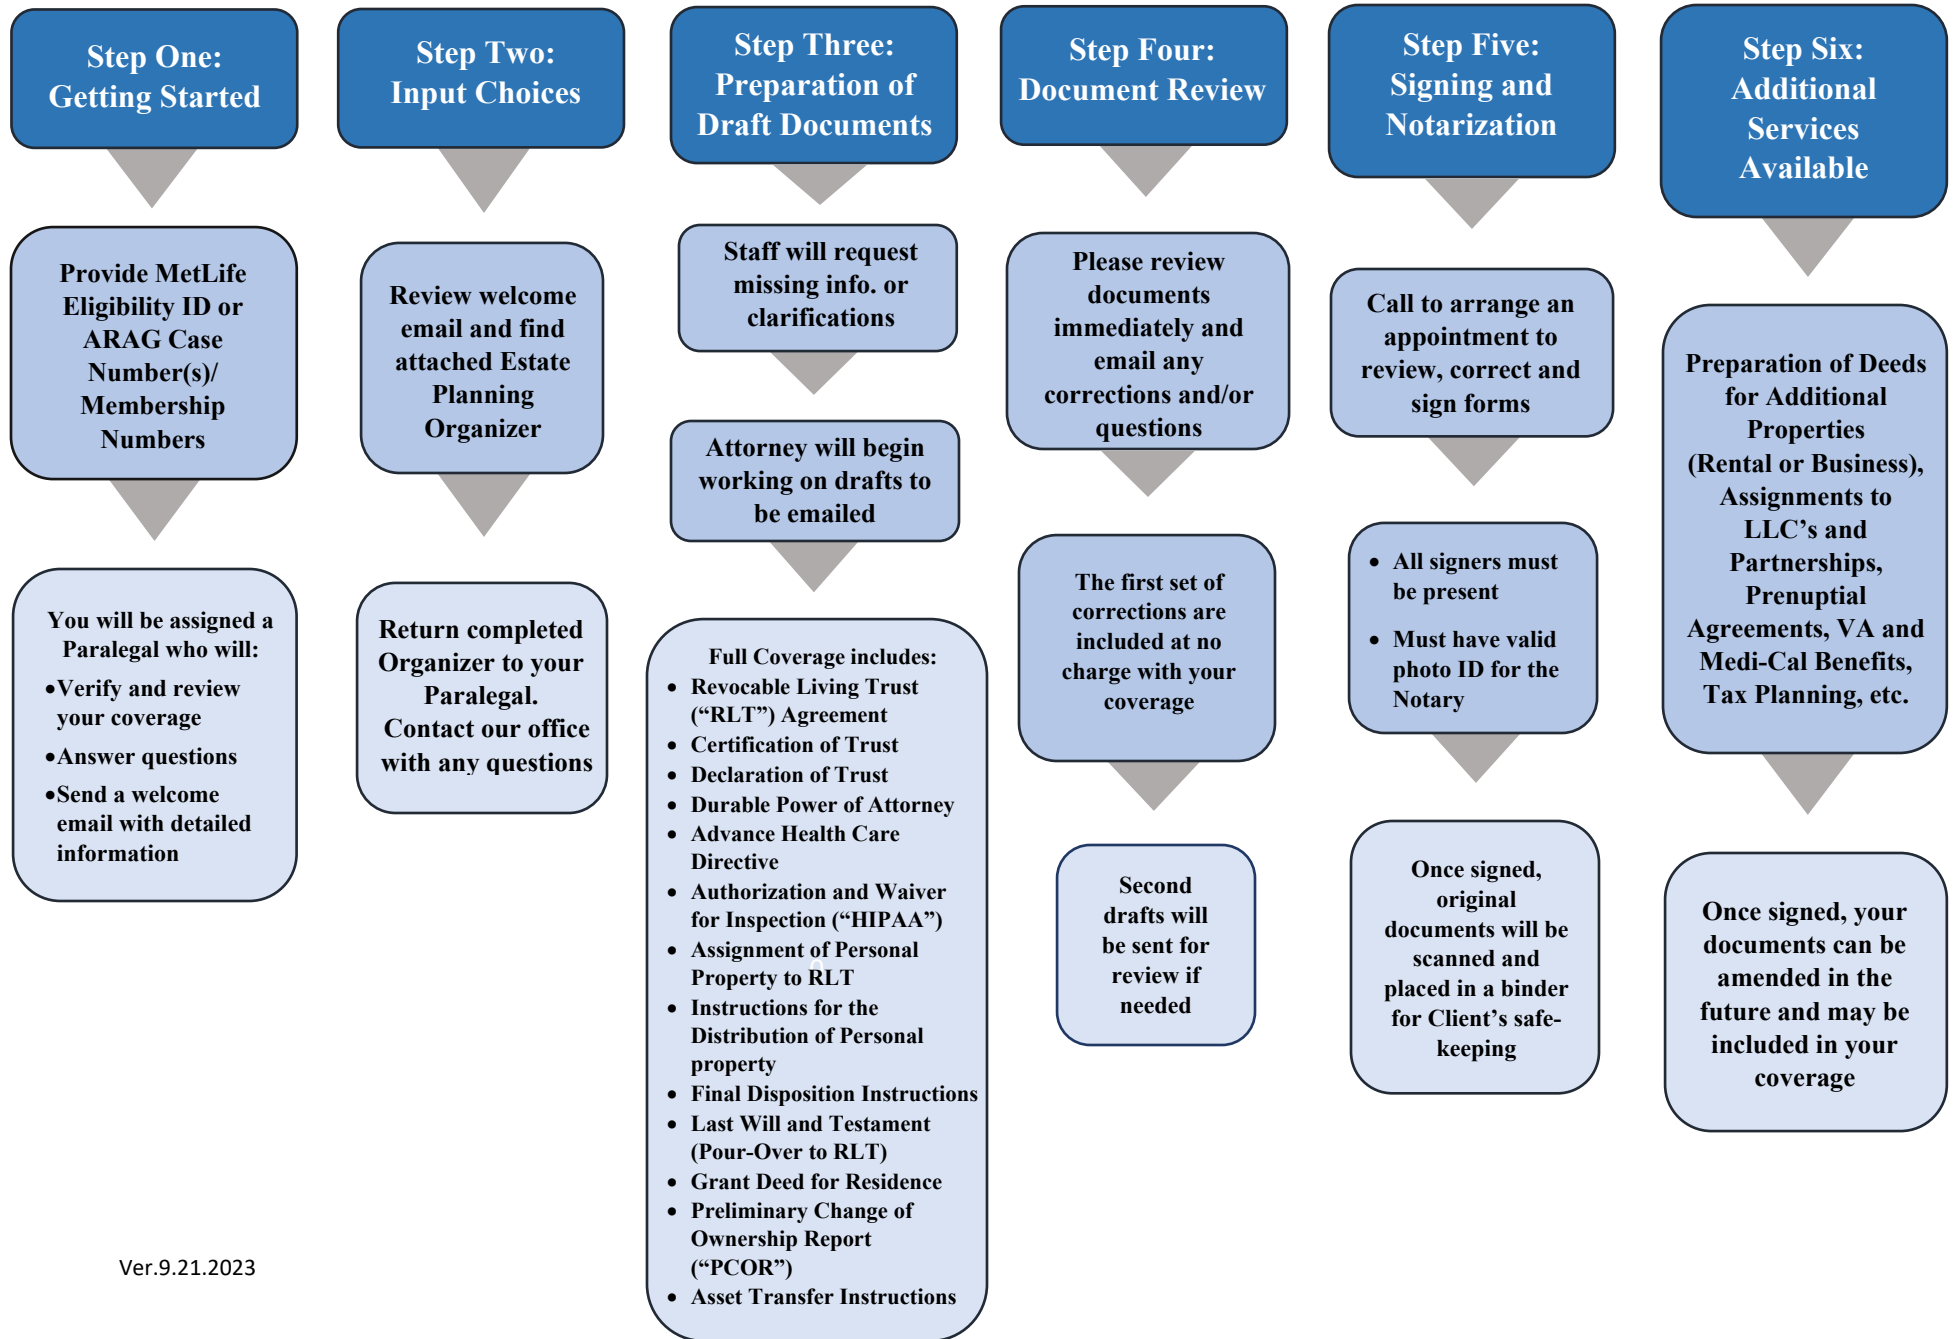 Step One:
Getting Started
Provide MetLife
Eligibility ID or
ARAG Case
Number(s)/
Membership
Numbers
You will be assigned a
Paralegal who will:
•Verify and review
your coverage
•Answer questions
•Send a welcome
email with detailed
information
Step Two:
Input Choices
Review welcome
email and find
attached Estate
Planning
Organizer
Return completed
Organizer to your
Paralegal.
Contact our office
with any questions
Step Three:
Preparation of
Draft Documents
Staff will request
missing info. or
clarifications
Attorney will begin
working on drafts to
be emailed
Full Coverage includes:
• Revocable Living Trust
(“RLT”) Agreement
• Certification of Trust
• Declaration of Trust
• Durable Power of Attorney
• Advance Health Care
Directive
• Authorization and Waiver
for Inspection (“HIPAA”)
• Assignment of Personal
Property to RLT
• Instructions for the
Distribution of Personal
property
• Final Disposition Instructions
• Last Will and Testament
(Pour-Over to RLT)
• Grant Deed for Residence
• Preliminary Change of
Ownership Report
(“PCOR”)
• Asset Transfer Instructions
Step Four:
Document Review
Please review
documents
immediately and
email any
corrections and/or
questions
The first set of
corrections are
included at no
charge with your
coverage
Second
drafts will
be sent for
review if
needed
Step Five:
Signing and
Notarization
Call to arrange an
appointment to
review, correct and
sign forms
• All signers must
be present
• Must have valid
photo ID for the
Notary
Once signed,
original
documents will be
scanned and
placed in a binder
for Client’s safe-
keeping
Step Six:
Additional
Services
Available
Preparation of Deeds
for Additional
Properties
(Rental or Business),
Assignments to
LLC’s and
Partnerships,
Prenuptial
Agreements, VA and
Medi-Cal Benefits,
Tax Planning, etc.
Once signed, your
documents can be
amended in the
future and may be
included in your
coverage
Ver.9.21.2023